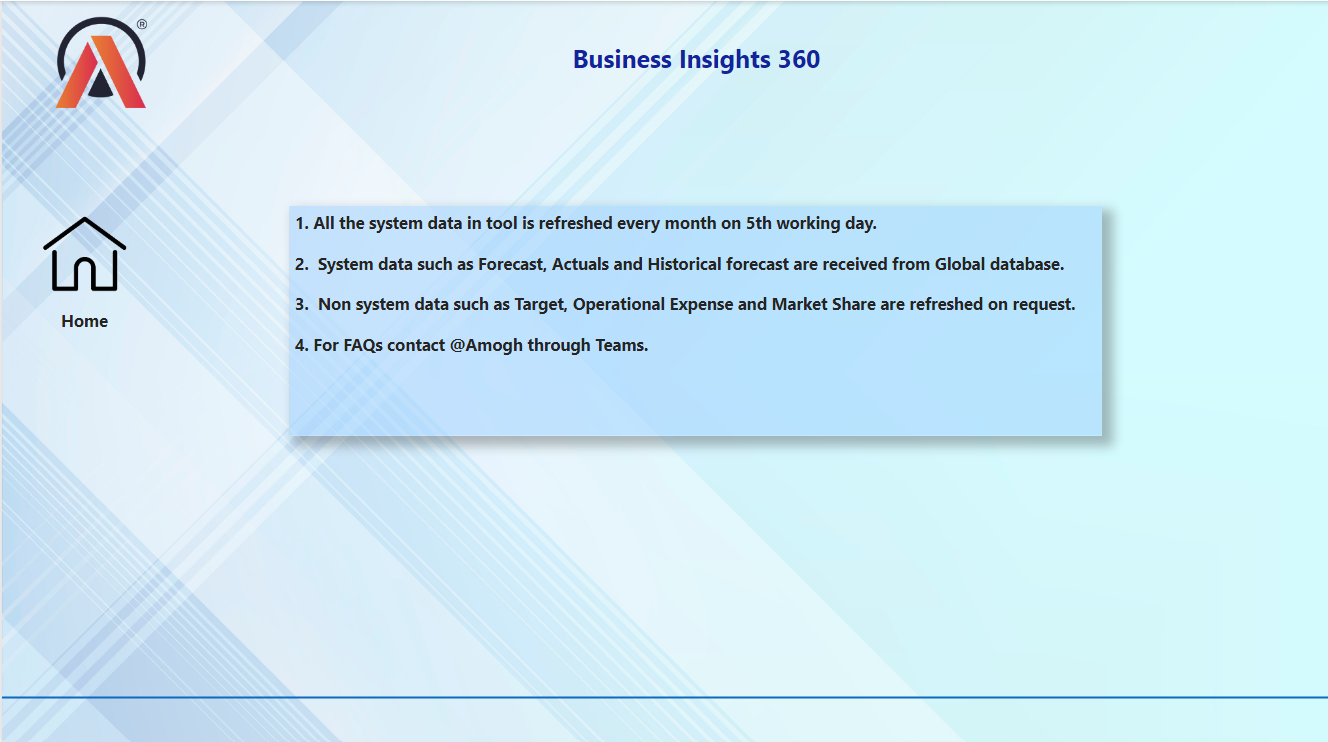 ®
Business Insights 360
1. All the system data in tool is refreshed every month on 5th working day.
2.  System data such as Forecast, Actuals and Historical forecast are received from Global database.
3.  Non system data such as Target, Operational Expense and Market Share are refreshed on request.
4. For FAQs contact @Amogh through Teams.
Home